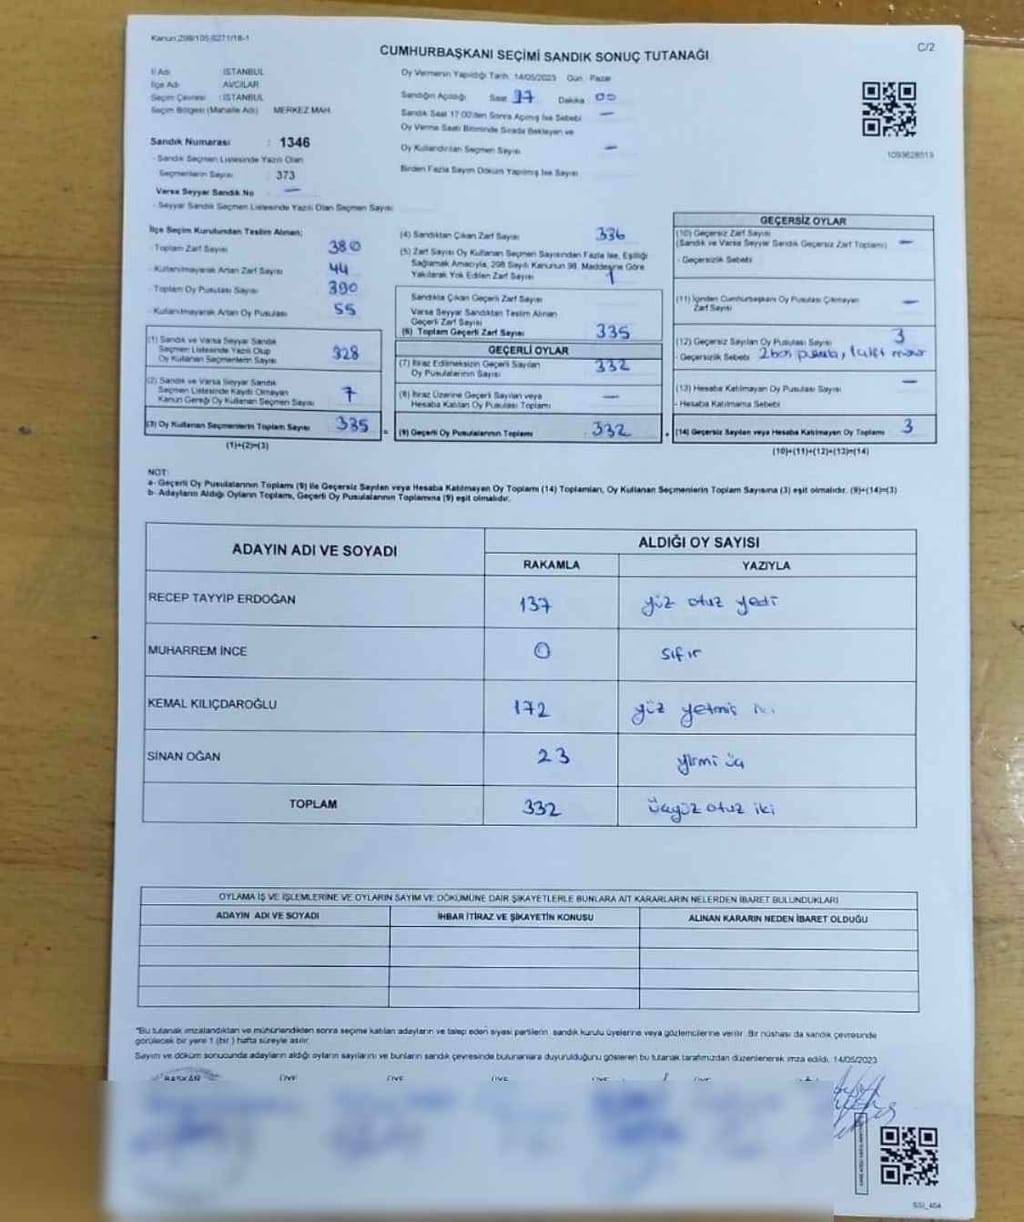 Kanun:298/105,6271/18-1
CUMHURBAŞKANI SEÇİMİ SANDIK SONUÇ TUTANAĞI
C/2
İl Adı : İSTANBUL
İlçe Adı : AVCILAR
Seçim Çevresi : İSTANBUL
Seçim Bölgesi (Mahalle Adı) MERKEZ MAH.
Sandık Numarası : 1346
- Sandık Seçmen Listesinde Yazılı Olan
Seçmenlerin Sayısı : 373
Varsa Seyyar Sandık No —
- Seyyar Sandık Seçmen Listesinde Yazılı Olan Seçmen Sayısı
Oy Vermenin Yapıldığı Tarih 14/05/2023 Gün Pazar
Sandığın Açıldığı Saat 17 Dakika 00
Sandık Saat 17.00'den Sonra Açılmış İse Sebebi —
Oy Verme Saati Bitiminde Sırada Bekleyen ve
Oy Kullandırılan Seçmen Sayısı —
Birden Fazla Sayım Döküm Yapılmış İse Sayısı
1093628019
İlçe Seçim Kurulundan Teslim Alınan;
- Toplam Zarf Sayısı 380
- Kullanılmayarak Artan Zarf Sayısı 44
- Toplam Oy Pusulası Sayısı 390
- Kullanılmayarak Artan Oy Pusulası 55
(1) Sandık ve Varsa Seyyar Sandık
Seçmen Listesinde Yazılı Olup
Oy Kullanan Seçmenlerin Sayısı 328
(2) Sandık ve Varsa Seyyar Sandık
Seçmen Listesinde Kayıtlı Olmayan
Kanun Gereği Oy Kullanan Seçmen Sayısı 7
(3) Oy Kullanan Seçmenlerin Toplam Sayısı 335
(1)+(2)=(3)
(4) Sandıktan Çıkan Zarf Sayısı 336
(5) Zarf Sayısı Oy Kullanan Seçmen Sayısından Fazla İse, Eşitliği
Sağlamak Amacıyla, 298 Sayılı Kanunun 98. Maddesine Göre
Yakılarak Yok Edilen Zarf Sayısı 1
Sandıkta Çıkan Geçerli Zarf Sayısı
Varsa Seyyar Sandıktan Teslim Alınan
Geçerli Zarf Sayısı
(6) Toplam Geçerli Zarf Sayısı 335
GEÇERLİ OYLAR
(7) İtiraz Edilmeksizin Geçerli Sayılan
Oy Pusulalarının Sayısı 332
(8) İtiraz Üzerine Geçerli Sayılan veya
Hesaba Katılan Oy Pusulaları Toplamı —
= (9) Geçerli Oy Pusulalarının Toplamı 332
GEÇERSİZ OYLAR
(10) Geçersiz Zarf Sayısı
(Sandık ve Varsa Seyyar Sandık Geçersiz Zarf Toplamı) —
- Geçersizlik Sebebi
(11) İçinden Cumhurbaşkanı Oy Pusulası Çıkmayan
Zarf Sayısı —
(12) Geçersiz Sayılan Oy Pusulası Sayısı 3
- Geçersizlik Sebebi 2 boş pusula,
(13) Hesaba Katılmayan Oy Pusulası Sayısı —
- Hesaba Katılmama Sebebi
+ (14) Geçersiz Sayılan veya Hesaba Katılmayan Oy Toplamı 3
(10)+(11)+(12)+(13)=(14)
NOT:
a- Geçerli Oy Pusulalarının Toplamı (9) ile Geçersiz Sayılan veya Hesaba Katılmayan Oy Toplamı (14) Toplamları, Oy Kullanan Seçmenlerin Toplam Sayısına (3) eşit olmalıdır. (9)+(14)=(3)
b- Adayların Aldığı Oyların Toplamı, Geçerli Oy Pusulalarının Toplamına (9) eşit olmalıdır.
ADAYIN ADI VE SOYADI ALDIĞI OY SAYISI
RAKAMLA YAZIYLA
RECEP TAYYİP ERDOĞAN 137 yüz otuz yedi
MUHARREM İNCE 0 sıfır
KEMAL KILIÇDAROĞLU 172 yüz yetmiş iki
SİNAN OĞAN 23 yirmi üç
TOPLAM 332 üçyüz otuz iki
OYLAMA İŞ VE İŞLEMLERİNE VE OYLARIN SAYIM VE DÖKÜMÜNE DAİR ŞİKAYETLERLE BUNLARA AİT KARARLARIN NELERDEN İBARET BULUNDUKLARI
ADAYIN ADI VE SOYADI İHBAR İTİRAZ VE ŞİKAYETİN KONUSU ALINAN KARARIN NEDEN İBARET OLDUĞU
*Bu tutanak imzalandıktan ve mühürlendikten sonra seçime katılan adayların ve talep eden siyasi partilerin sandık kurulu üyelerine veya gözlemcilerine verilir. Bir nüshası da sandık çevresinde
görülecek bir yere 1 (bir) hafta süreyle asılır.
Sayım ve döküm sonucunda adayların aldığı oyların sayılarını ve bunların sandık çevresinde bulunanlara duyurulduğunu gösteren bu tutanak tarafımızdan düzenlenerek imza edildi. 14/05/2023
BAŞKAN ÜYE ÜYE ÜYE ÜYE ÜYE